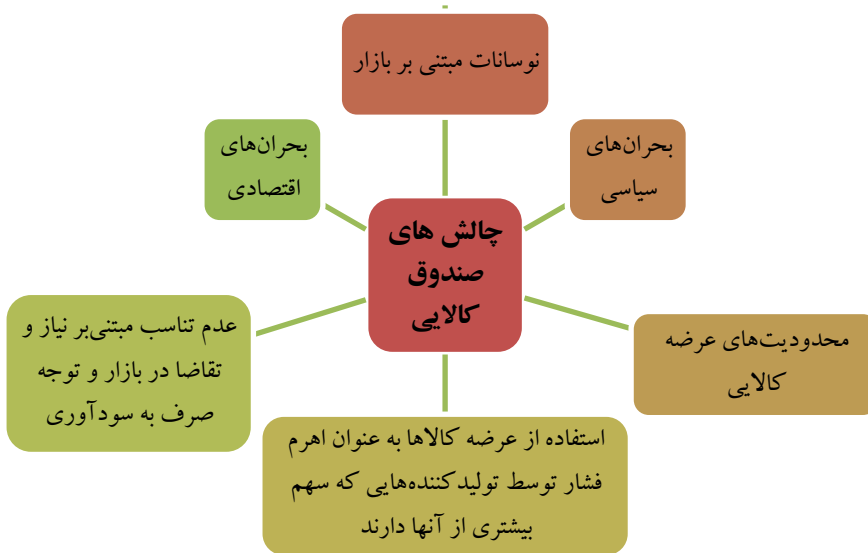 نوسانات مبتنی بر بازار
بحران‌های
سیاسی
بحران‌های
اقتصادی
چالش های
صندوق
کالایی
محدودیت‌های عرضه
کالایی
عدم تناسب مبتنی‌بر نیاز و
تقاضا در بازار و توجه
صرف به سودآوری
استفاده از عرضه کالاها به عنوان اهرم
فشار توسط تولیدکننده‌هایی که سهم
بیشتری از آنها دارند